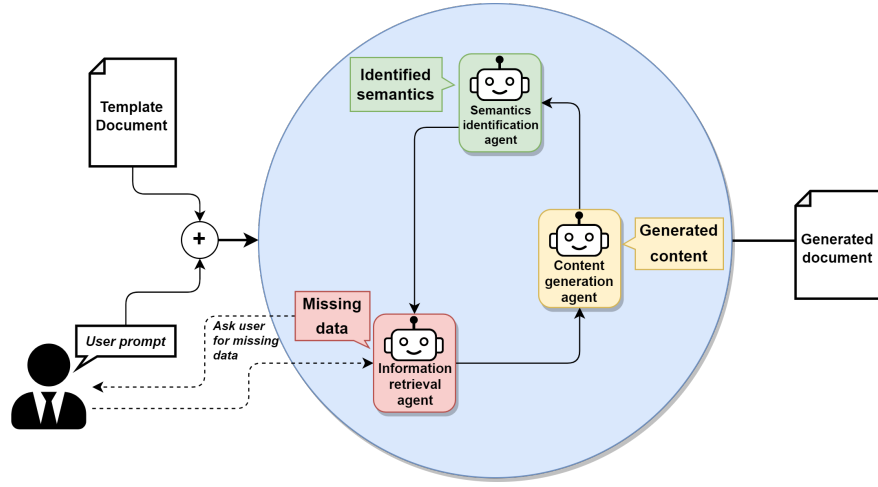 Template
Document
+
User prompt
Ask user
for missing
data
Identified
semantics
Semantics
identification
agent
Missing
data
Information
retrieval
agent
Content
generation
agent
Generated
content
Generated
document